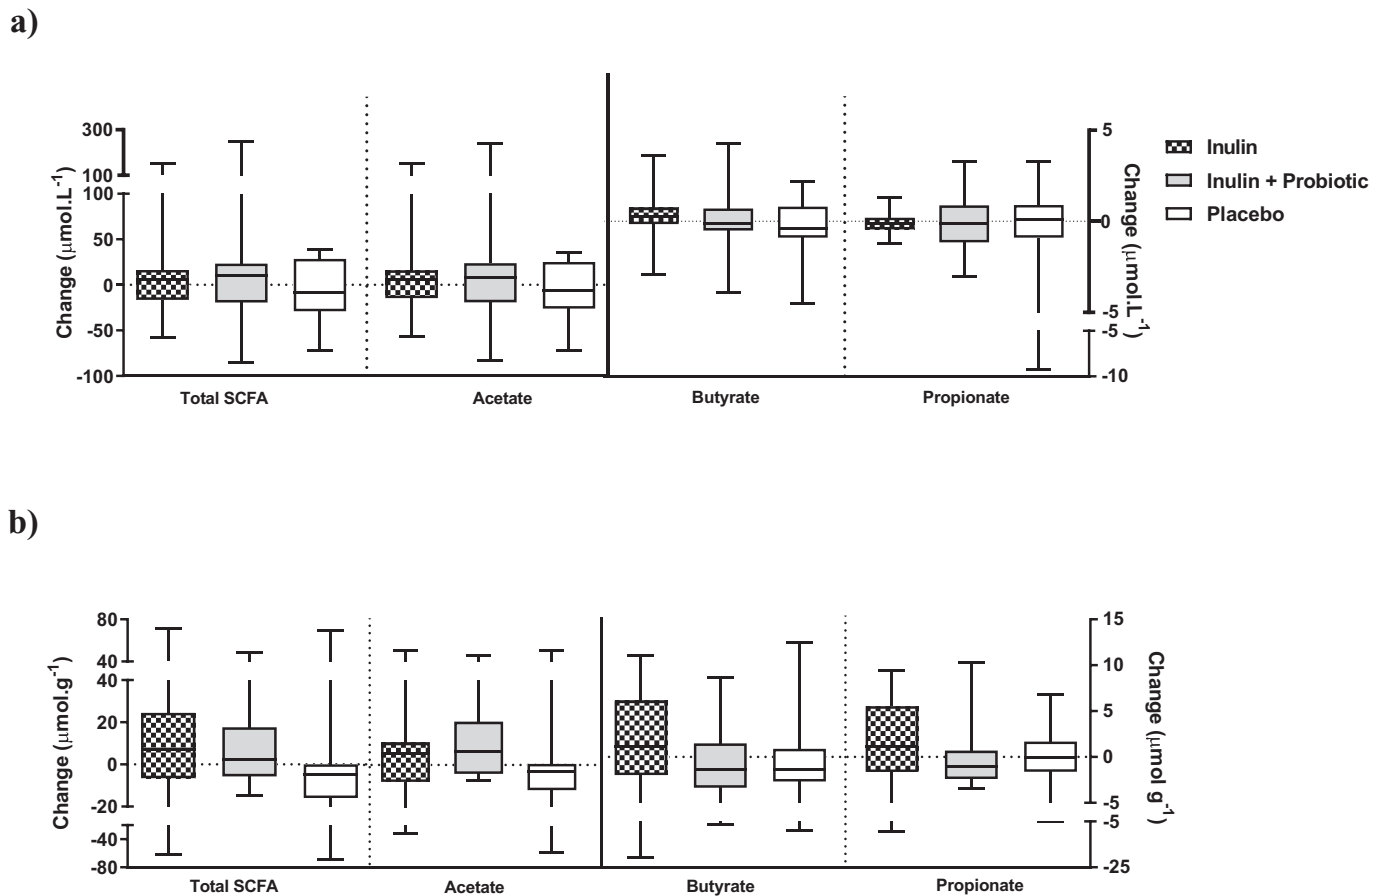 a)
300
100
100
50
0
-50
-100
Change (μmol.L⁻¹)
Total SCFA
Acetate
Butyrate
Propionate
5
0
-5
-5
-10
Change (μmol.L⁻¹)
Inulin
Inulin + Probiotic
Placebo
b)
80
40
40
20
0
-20
-40
-80
Change (μmol.g⁻¹)
Total SCFA
Acetate
Butyrate
Propionate
15
10
5
0
-5
-5
-25
Change (μmol g⁻¹)